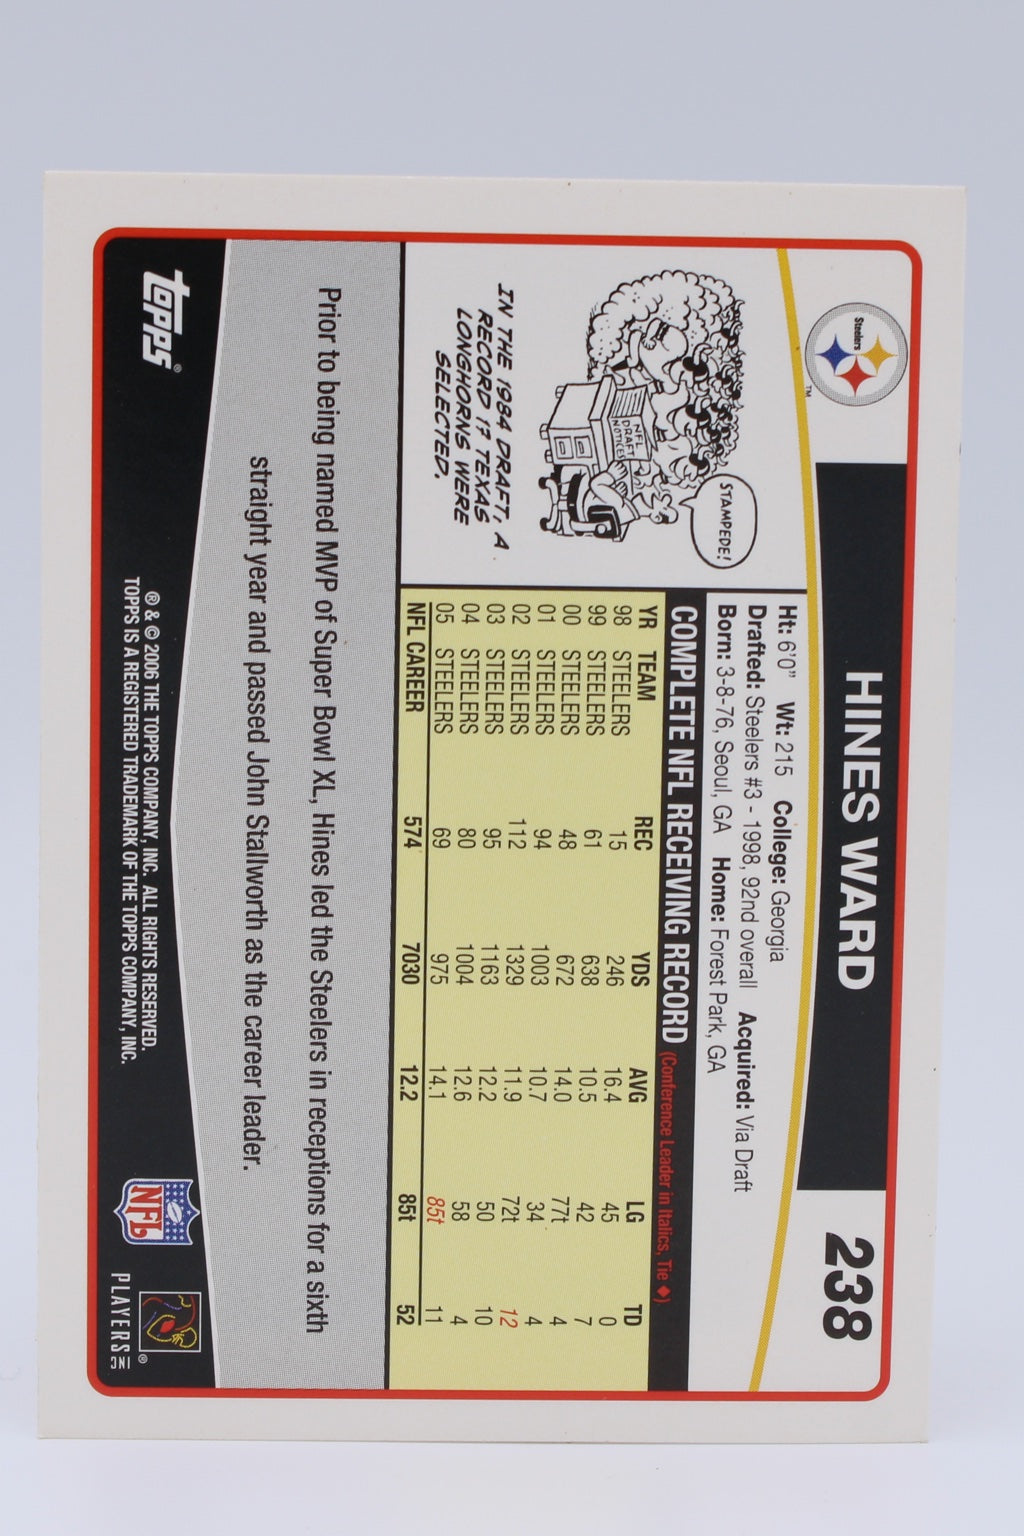 Steelers
TM
HINES WARD
238
Ht: 6'0" Wt: 215 College: Georgia
Drafted: Steelers #3 - 1998, 92nd overall Acquired: Via Draft
Born: 3-8-76, Seoul, GA Home: Forest Park, GA
STAMPEDE!
NFL
DRAFT
NOTICES
IN THE 1984 DRAFT, A
RECORD 17 TEXAS
LONGHORNS WERE
SELECTED.
COMPLETE NFL RECEIVING RECORD (Conference Leader in Italics, Tie ♦)
YR TEAM REC YDS AVG LG TD
98 STEELERS 15 246 16.4 45 0
99 STEELERS 61 638 10.5 42 7
00 STEELERS 48 672 14.0 77t 4
01 STEELERS 94 1003 10.7 34 4
02 STEELERS 112 1329 11.9 72t 12
03 STEELERS 95 1163 12.2 50 10
04 STEELERS 80 1004 12.6 58 4
05 STEELERS 69 975 14.1 85t 11
NFL CAREER 574 7030 12.2 85t 52
Prior to being named MVP of Super Bowl XL, Hines led the Steelers in receptions for a sixth
straight year and passed John Stallworth as the career leader.
topps®
® & © 2006 THE TOPPS COMPANY, INC. ALL RIGHTS RESERVED.
TOPPS IS A REGISTERED TRADEMARK OF THE TOPPS COMPANY, INC.
NFL
®
PLAYERS INC